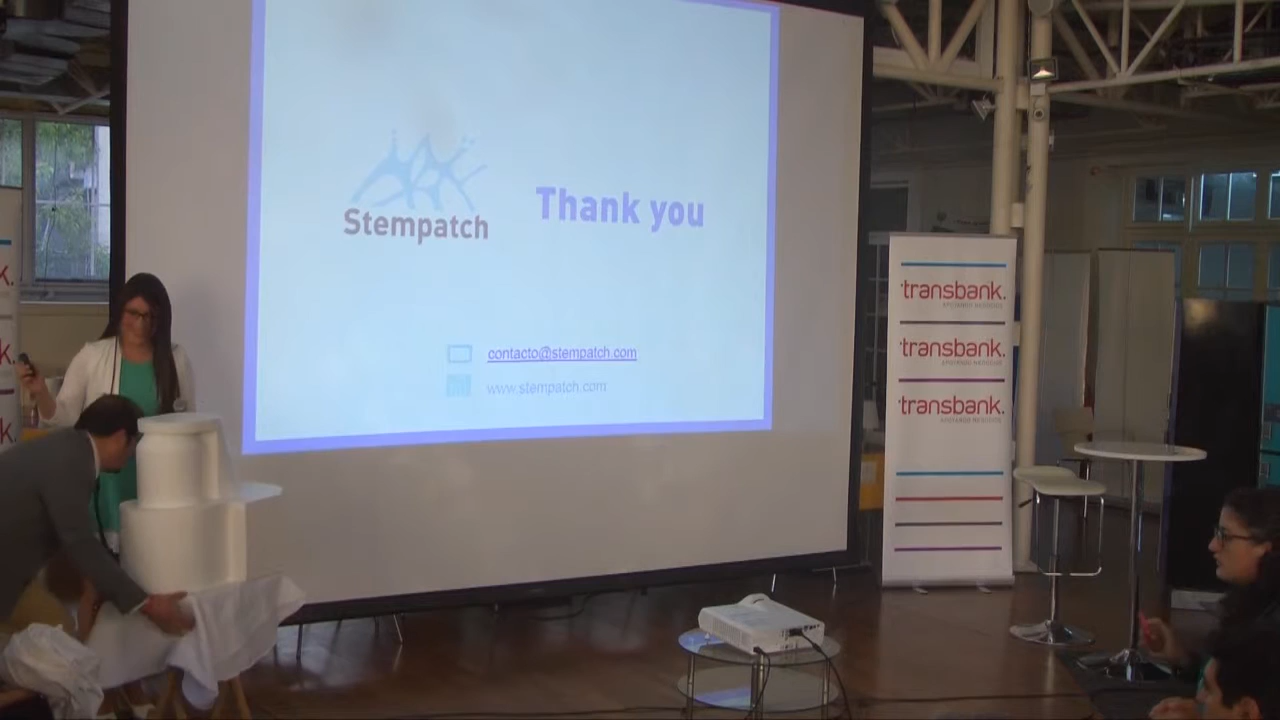 Stempatch
Thank you
contacto@stempatch.com
www.stempatch.com
transbank.
transbank.
transbank.
k.
k.
k.